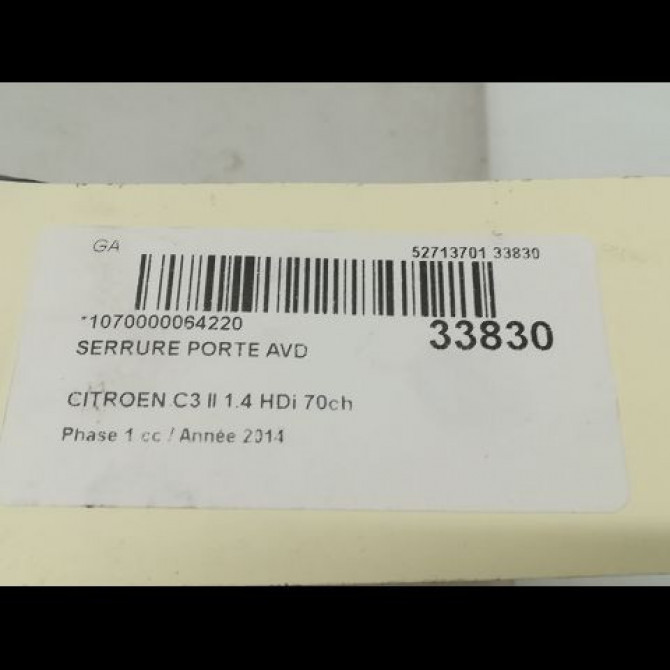 GA
52713701 33830
*1070000064220
33830
SERRURE PORTE AVD
CITROEN C3 II 1.4 HDi 70ch
Phase 1 cc / Année 2014